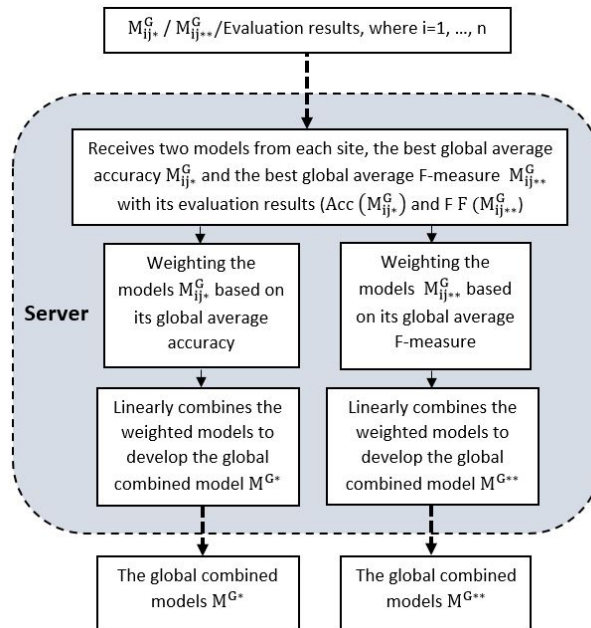 M^G_ij* / M^G_ij**/Evaluation results, where i=1, …, n
Receives two models from each site, the best global average
accuracy M^G_ij* and the best global average F-measure M^G_ij**
with its evaluation results (Acc (M^G_ij*) and F F (M^G_ij**)
Weighting the
models M^G_ij* based on
its global average
accuracy
Weighting the
models M^G_ij** based
on its global average
F-measure
Server
Linearly combines the
weighted models to
develop the global
combined model M^G*
Linearly combines the
weighted models to
develop the global
combined model M^G**
The global combined
models M^G*
The global combined
models M^G**